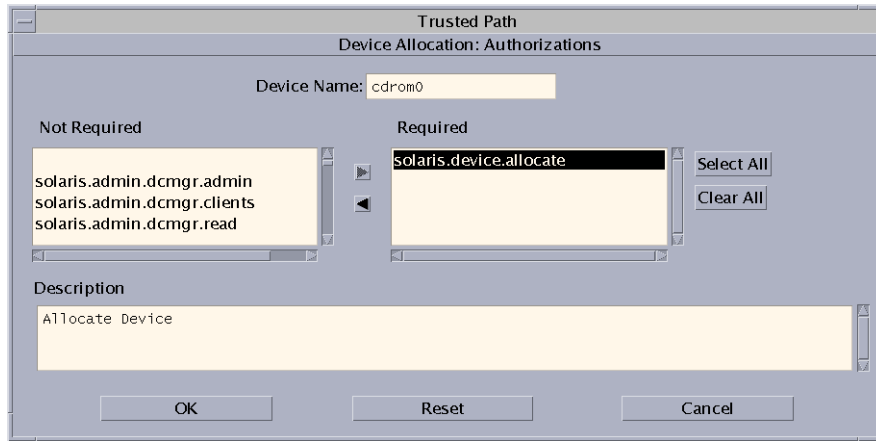 Trusted Path
Device Allocation: Authorizations
Device Name: cdrom0
Not Required
Required
solaris.admin.dcmgr.admin
solaris.admin.dcmgr.clients
solaris.admin.dcmgr.read
solaris.device.allocate
Select All
Clear All
Description
Allocate Device
OK
Reset
Cancel